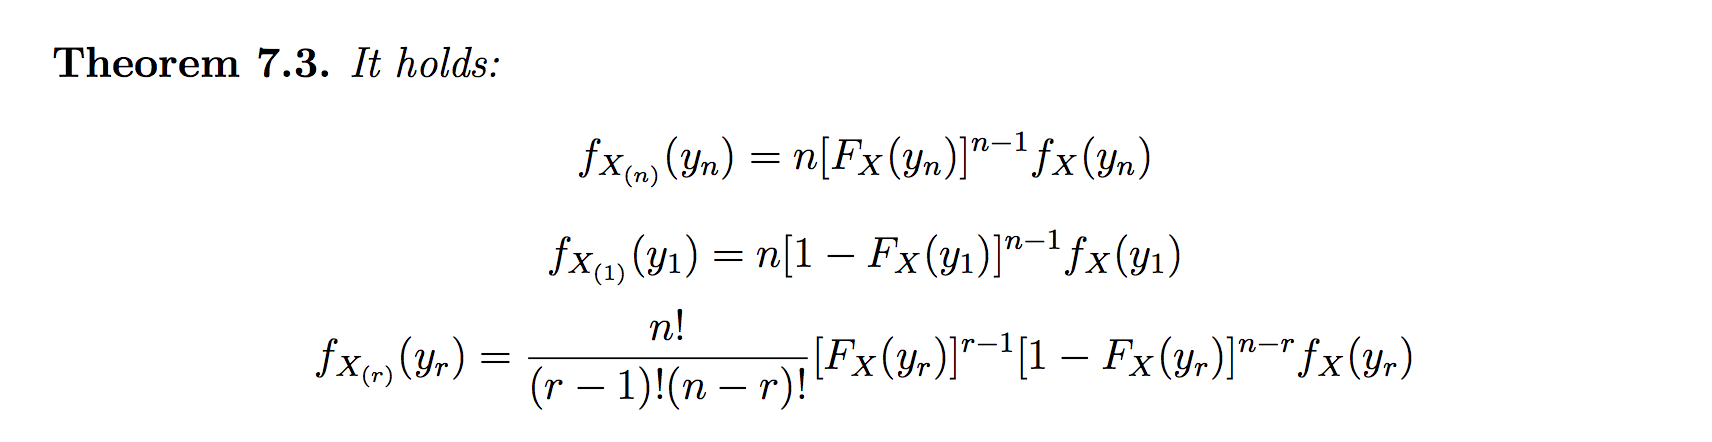 Theorem 7.3. It holds:
$f_{X_{(n)}}(y_n) = n[F_X(y_n)]^{n-1} f_X(y_n)$
$f_{X_{(1)}}(y_1) = n[1 - F_X(y_1)]^{n-1} f_X(y_1)$
$f_{X_{(r)}}(y_r) = \frac{n!}{(r-1)!(n-r)!} [F_X(y_r)]^{r-1} [1 - F_X(y_r)]^{n-r} f_X(y_r)$